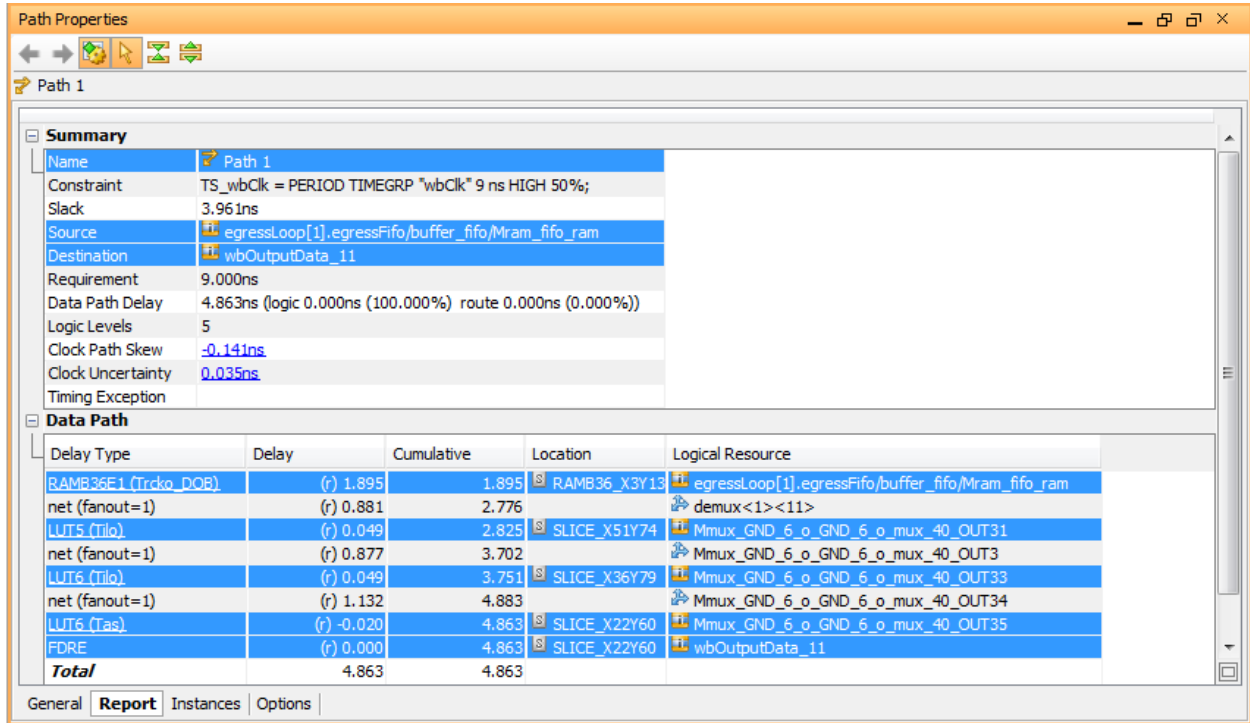 Path Properties
Path 1
Summary
Name Path 1
Constraint TS_wbClk = PERIOD TIMEGRP "wbClk" 9 ns HIGH 50%;
Slack 3.961ns
Source egressLoop[1].egressFifo/buffer_fifo/Mram_fifo_ram
Destination wbOutputData_11
Requirement 9.000ns
Data Path Delay 4.863ns (logic 0.000ns (100.000%) route 0.000ns (0.000%))
Logic Levels 5
Clock Path Skew -0.141ns
Clock Uncertainty 0.035ns
Timing Exception
Data Path
Delay Type Delay Cumulative Location Logical Resource
RAMB36E1 (Trcko_DOB) (r) 1.895 1.895 RAMB36_X3Y13 egressLoop[1].egressFifo/buffer_fifo/Mram_fifo_ram
net (fanout=1) (r) 0.881 2.776 demux<1><11>
LUT5 (Tilo) (r) 0.049 2.825 SLICE_X51Y74 Mmux_GND_6_o_GND_6_o_mux_40_OUT31
net (fanout=1) (r) 0.877 3.702 Mmux_GND_6_o_GND_6_o_mux_40_OUT3
LUT6 (Tilo) (r) 0.049 3.751 SLICE_X36Y79 Mmux_GND_6_o_GND_6_o_mux_40_OUT33
net (fanout=1) (r) 1.132 4.883 Mmux_GND_6_o_GND_6_o_mux_40_OUT34
LUT6 (Tas) (r) -0.020 4.863 SLICE_X22Y60 Mmux_GND_6_o_GND_6_o_mux_40_OUT35
FDRE (r) 0.000 4.863 SLICE_X22Y60 wbOutputData_11
Total 4.863 4.863
General Report Instances Options